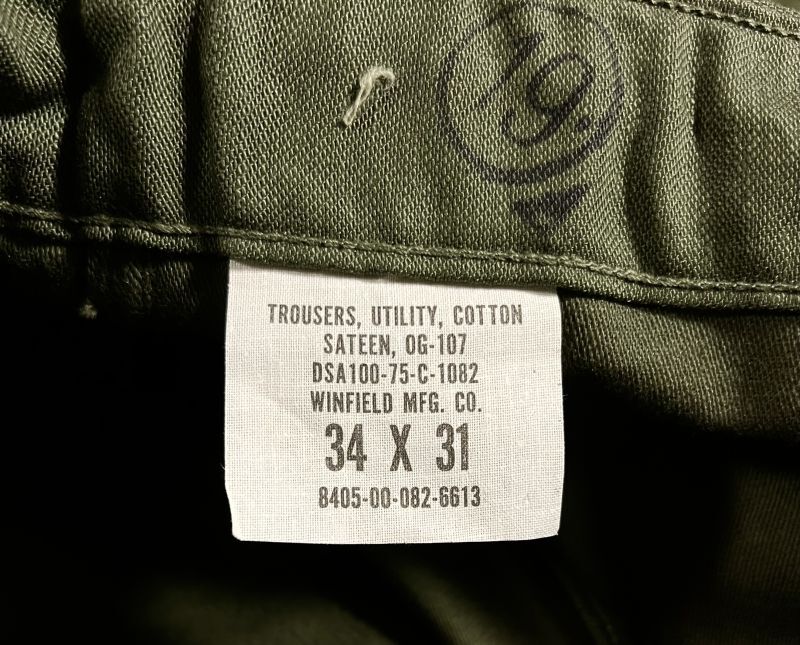 19.
TROUSERS, UTILITY, COTTON
SATEEN, OG-107
DSA100-75-C-1082
WINFIELD MFG. CO.
34 X 31
8405-00-082-6613